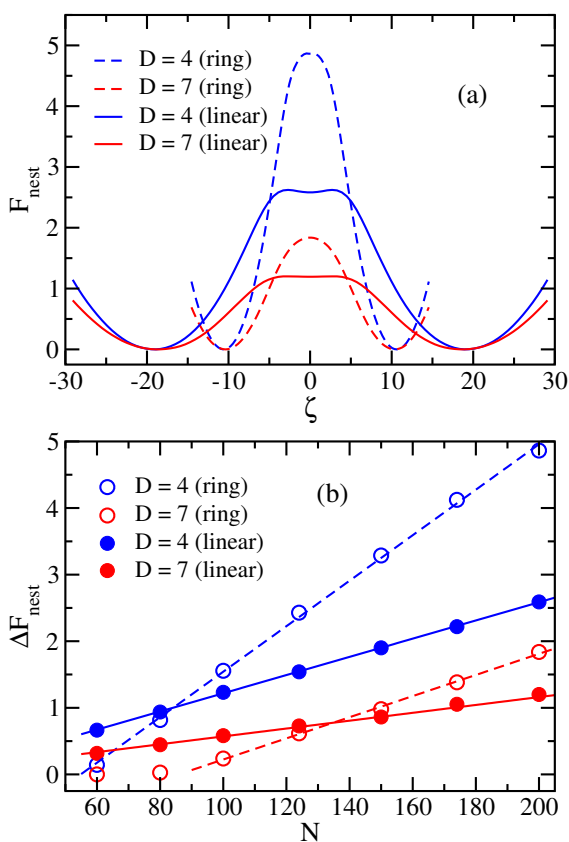 5
4
3
2
1
0
F_nest
D = 4 (ring)
D = 7 (ring)
D = 4 (linear)
D = 7 (linear)
(a)
-30 -20 -10 0 10 20 30
ζ
5
4
3
2
1
0
ΔF_nest
D = 4 (ring)
D = 7 (ring)
D = 4 (linear)
D = 7 (linear)
(b)
60 80 100 120 140 160 180 200
N